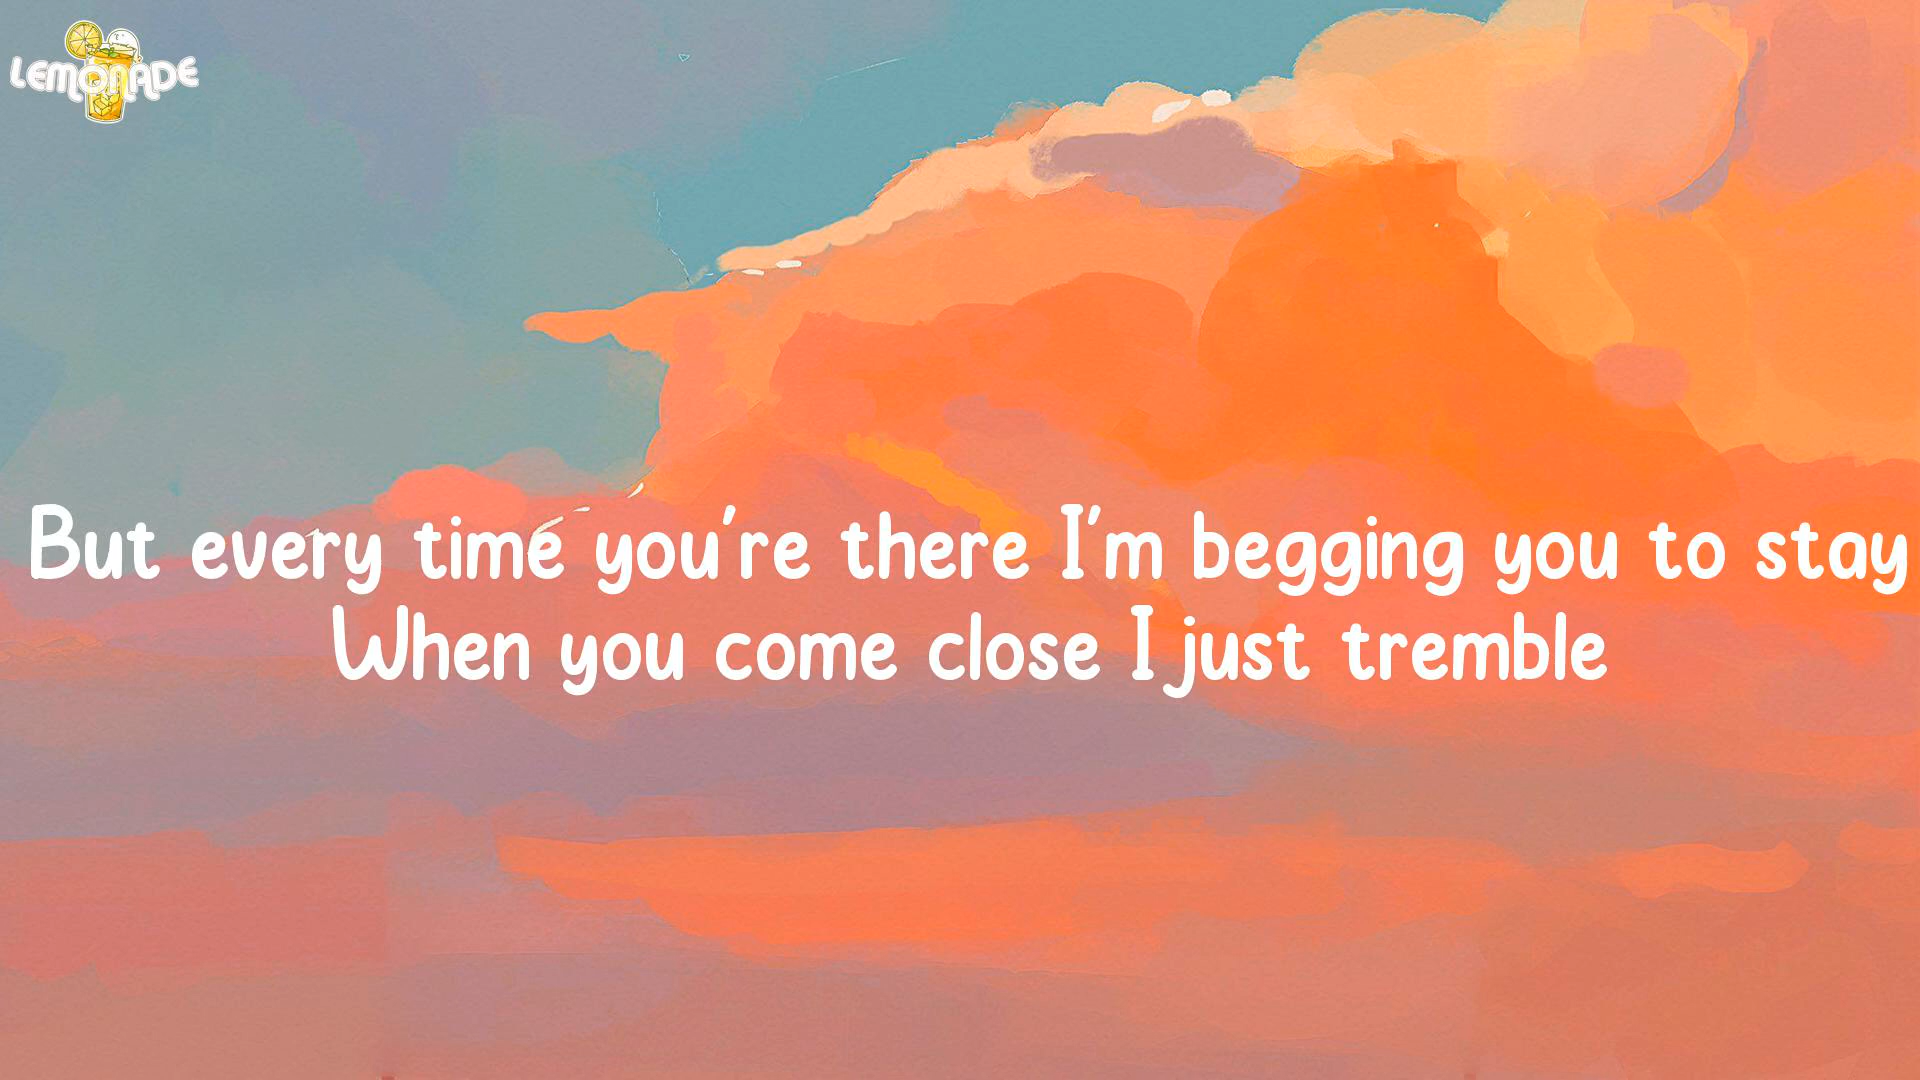 LEMONADE
But every time you're there I'm begging you to stay
When you come close I just tremble